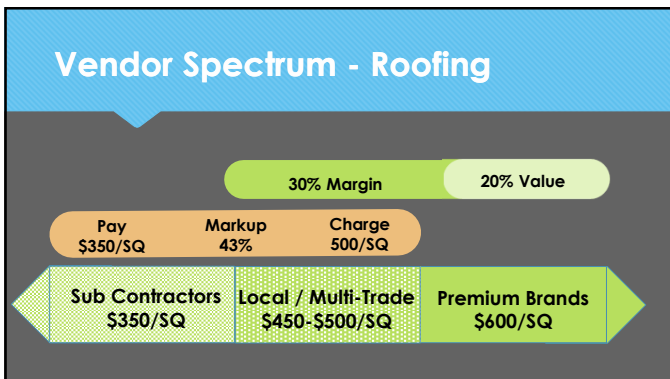 Vendor Spectrum - Roofing
30% Margin
20% Value
Pay
$350/SQ
Markup
43%
Charge
500/SQ
Sub Contractors
$350/SQ
Local / Multi-Trade
$450-$500/SQ
Premium Brands
$600/SQ